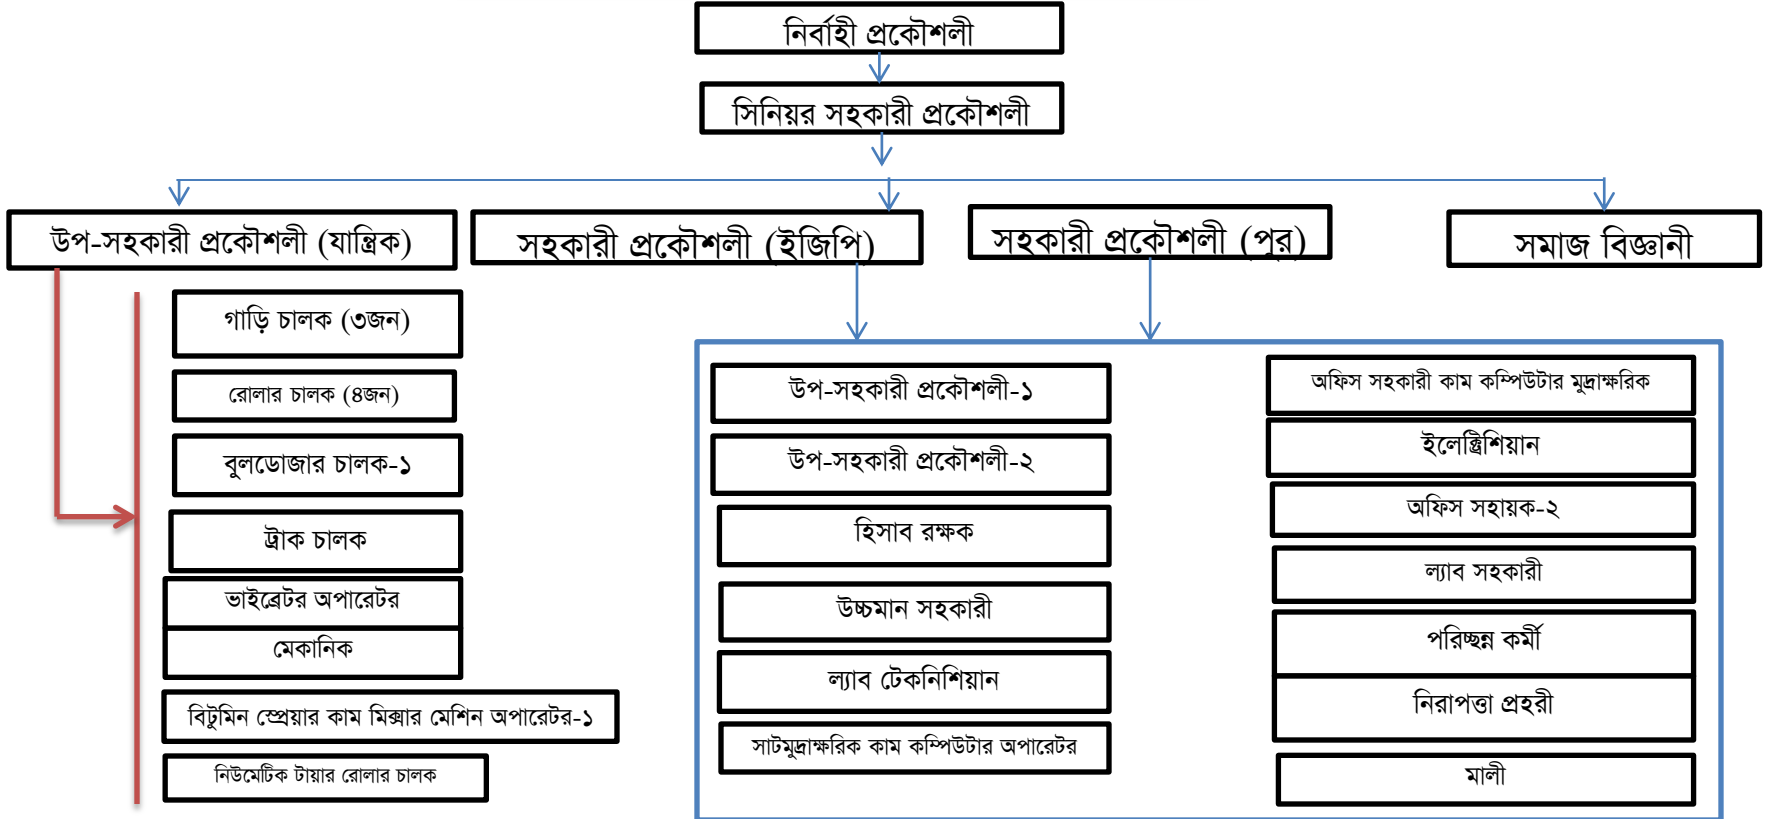 নির্বাহী প্রকৌশলী
সিনিয়র সহকারী প্রকৌশলী
উপ-সহকারী প্রকৌশলী (যান্ত্রিক)
সহকারী প্রকৌশলী (ইজিপি)
সহকারী প্রকৌশলী (পুর)
সমাজ বিজ্ঞানী
গাড়ি চালক (৩জন)
রোলার চালক (৪জন)
বুলডোজার চালক-১
ট্রাক চালক
ভাইব্রেটর অপারেটর
মেকানিক
বিটুমিন স্প্রেয়ার কাম মিক্সার মেশিন অপারেটর-১
নিউমেটিক টায়ার রোলার চালক
উপ-সহকারী প্রকৌশলী-১
উপ-সহকারী প্রকৌশলী-২
হিসাব রক্ষক
উচ্চমান সহকারী
ল্যাব টেকনিশিয়ান
সাটমুদ্রাক্ষরিক কাম কম্পিউটার অপারেটর
অফিস সহকারী কাম কম্পিউটার মুদ্রাক্ষরিক
ইলেক্ট্রিশিয়ান
অফিস সহায়ক-২
ল্যাব সহকারী
পরিচ্ছন্ন কর্মী
নিরাপত্তা প্রহরী
মালী